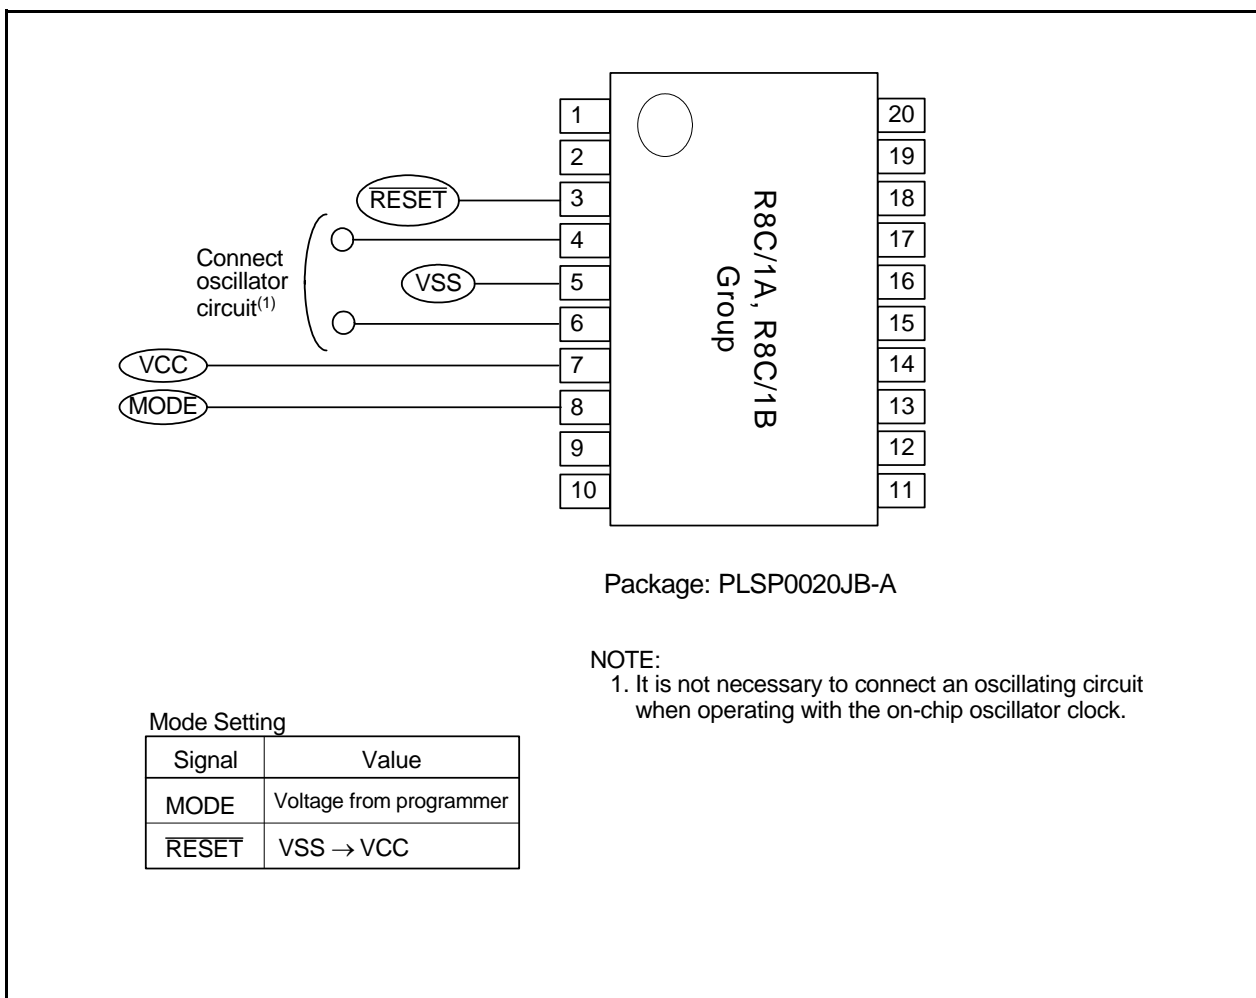 1
20
2
19
RESET
3
18
4
17
Connect
oscillator
circuit(1)
VSS
5
16
6
15
VCC
7
14
MODE
8
13
9
12
10
11
R8C/1A, R8C/1B
Group
Package: PLSP0020JB-A
NOTE:
1. It is not necessary to connect an oscillating circuit
when operating with the on-chip oscillator clock.
Mode Setting
Signal Value
MODE Voltage from programmer
RESET VSS → VCC